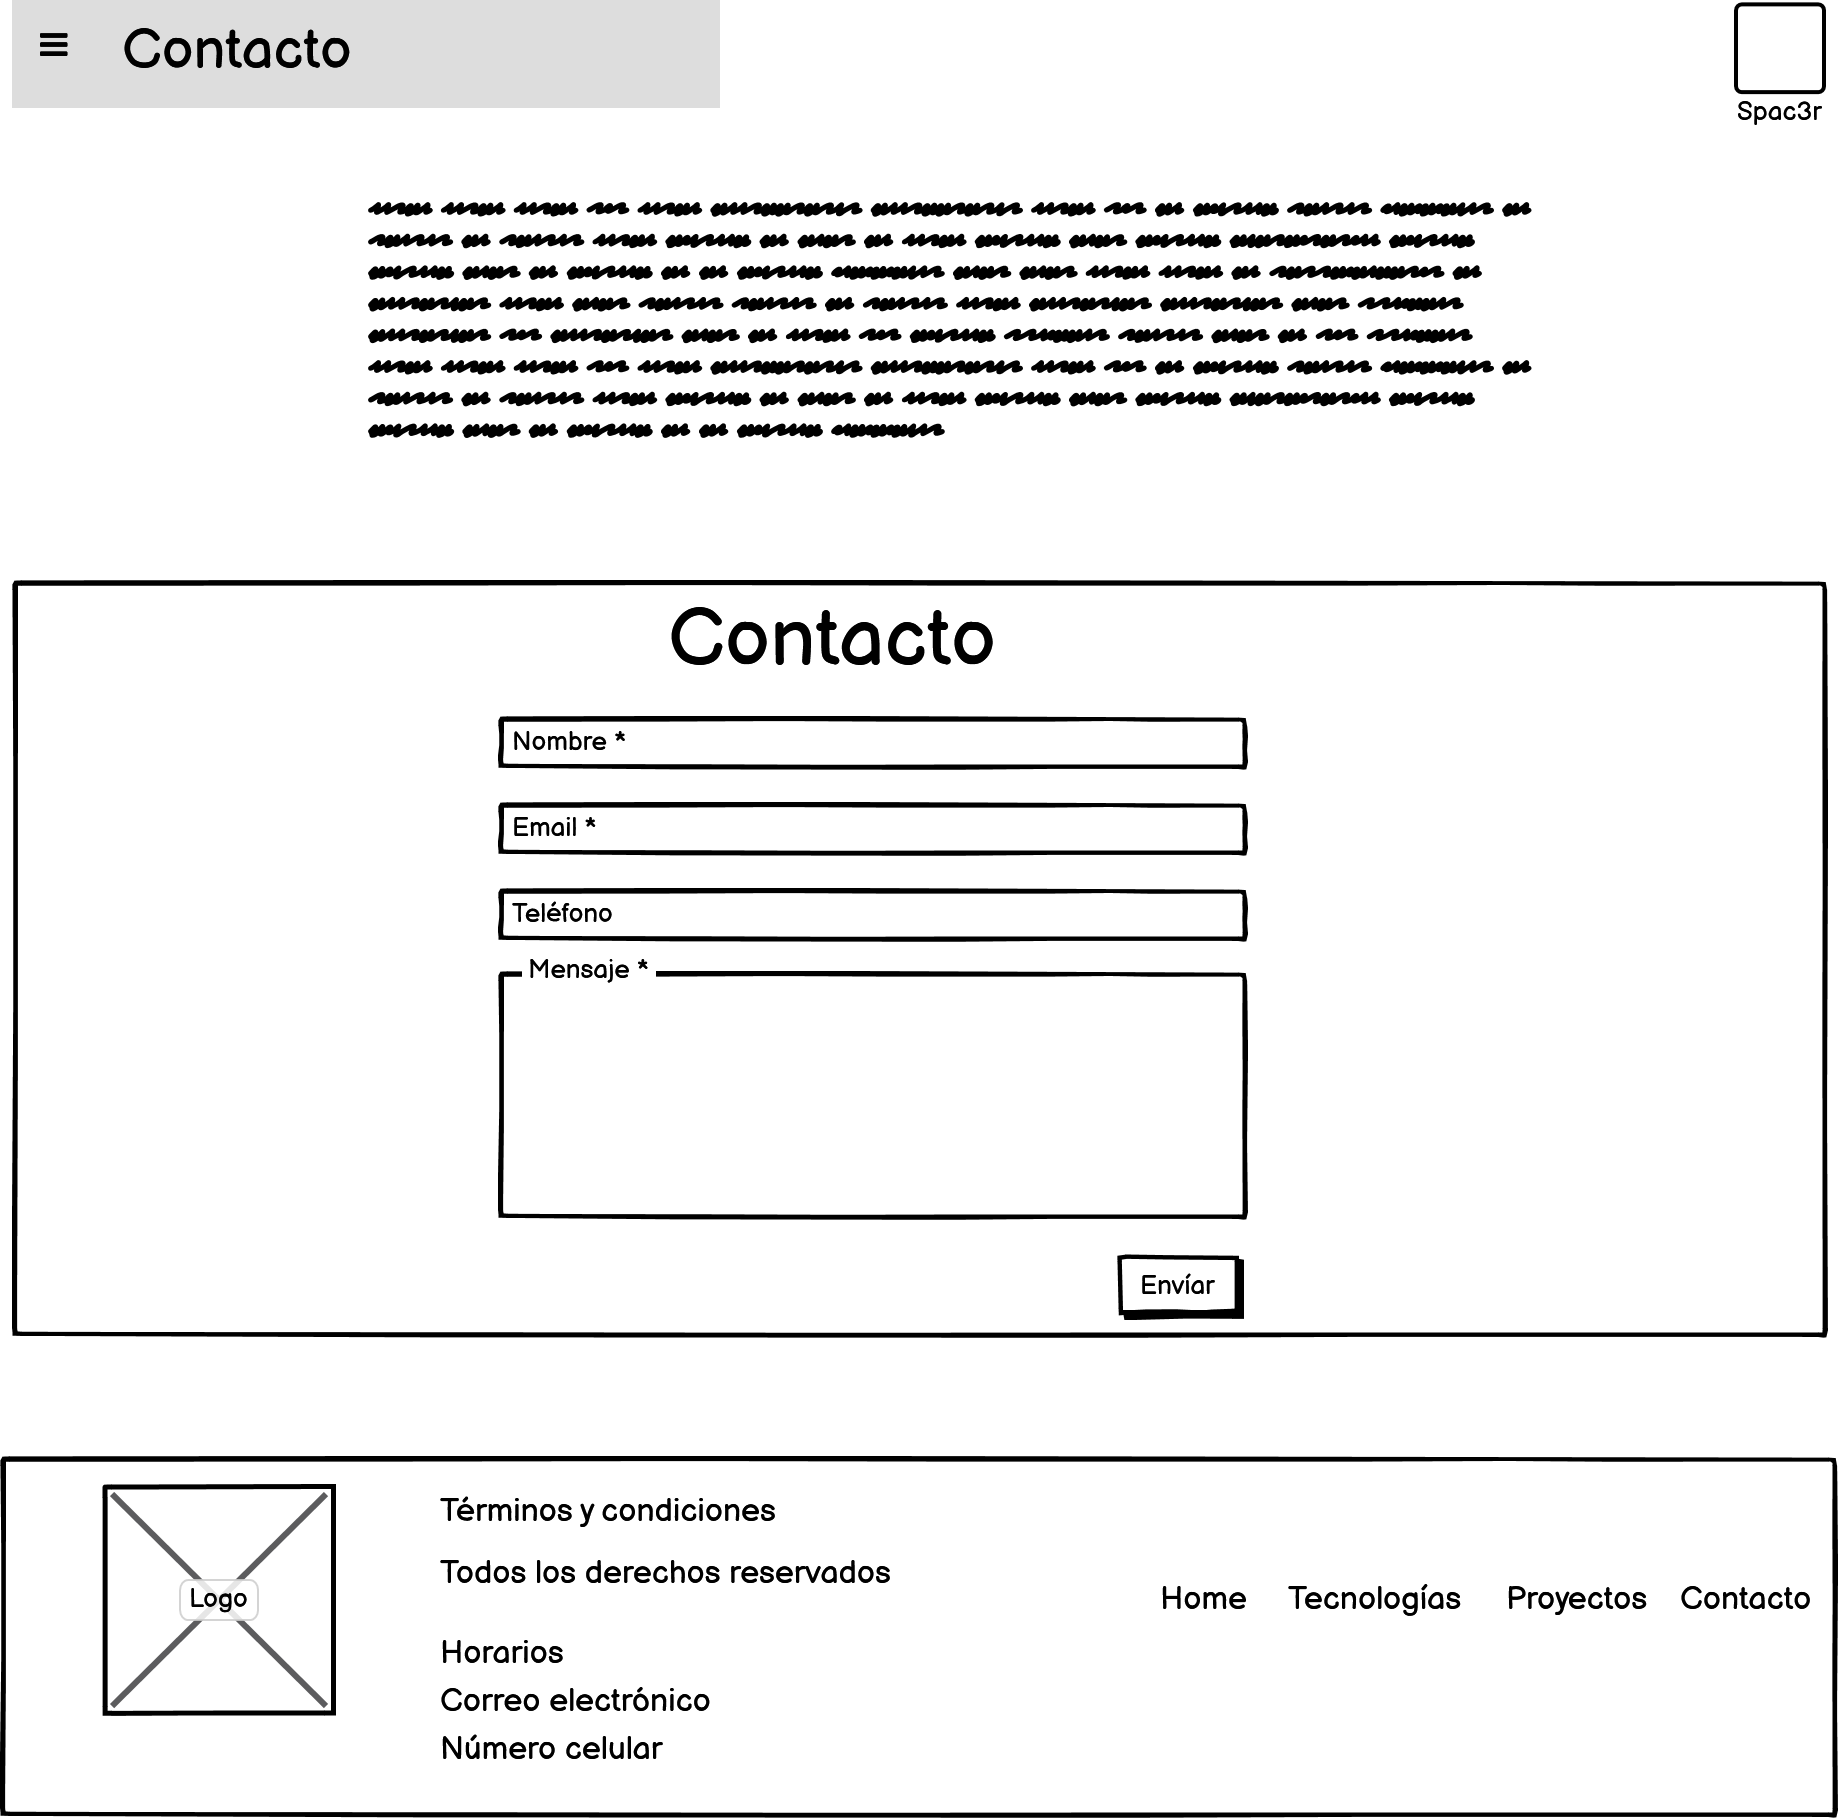 Contacto
Spac3r
Contacto
Nombre *
Email *
Teléfono
Mensaje *
Envíar
Logo
Términos y condiciones
Todos los derechos reservados
Horarios
Correo electrónico
Número celular
Home Tecnologías Proyectos Contacto